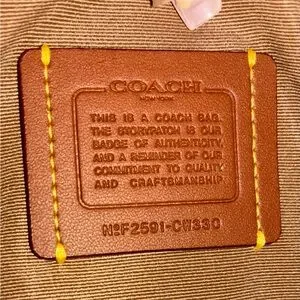 COACH
NEW YORK
THIS IS A COACH BAG.
THE STORYPATCH IS OUR
BADGE OF AUTHENTICITY,
AND A REMINDER OF OUR
COMMITMENT TO QUALITY
AND CRAFTSMANSHIP.
NºF2591-CW330